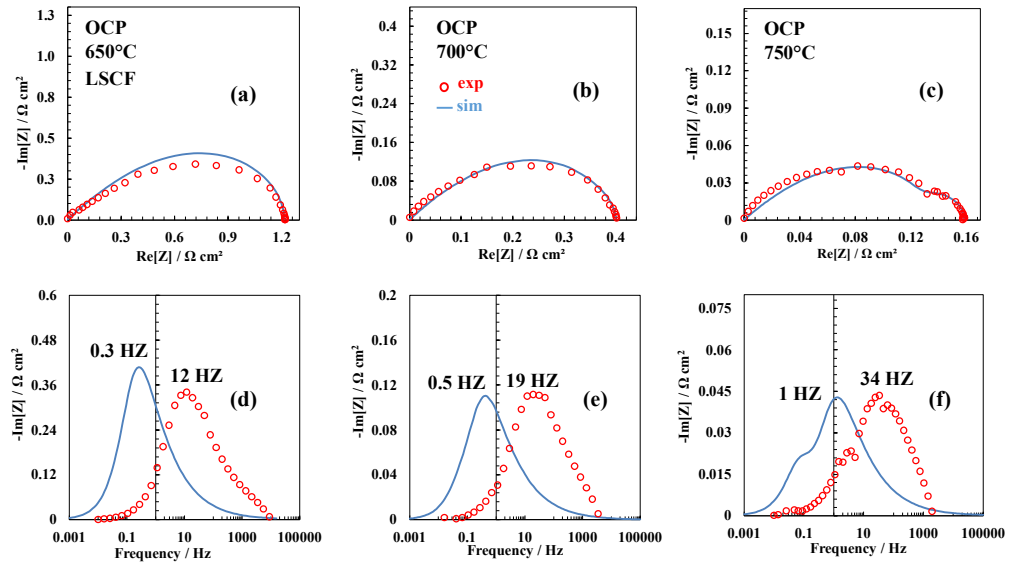 OCP
650°C
LSCF
(a)
-Im[Z] / Ω cm²
1.3
1.0
0.8
0.5
0.3
0.0
0
0.3
0.6
0.9
1.2
Re[Z] / Ω cm²
OCP
700°C
exp
sim
(b)
-Im[Z] / Ω cm²
0.4
0.32
0.24
0.16
0.08
0
0
0.1
0.2
0.3
0.4
Re[Z] / Ω cm²
OCP
750°C
(c)
-Im[Z] / Ω cm²
0.15
0.12
0.09
0.06
0.03
0.00
0
0.04
0.08
0.12
0.16
Re[Z] / Ω cm²
0.3 HZ
12 HZ
(d)
-Im[Z] / Ω cm²
0.6
0.48
0.36
0.24
0.12
0
0.001
0.1
10
1000
100000
Frequency / Hz
0.5 HZ
19 HZ
(e)
-Im[Z] / Ω cm²
0.2
0.16
0.12
0.08
0.04
0
0.001
0.1
10
1000
100000
Frequency / Hz
1 HZ
34 HZ
(f)
-Im[Z] / Ω cm²
0.075
0.06
0.045
0.03
0.015
0
0.001
0.1
10
1000
100000
Frequency / Hz